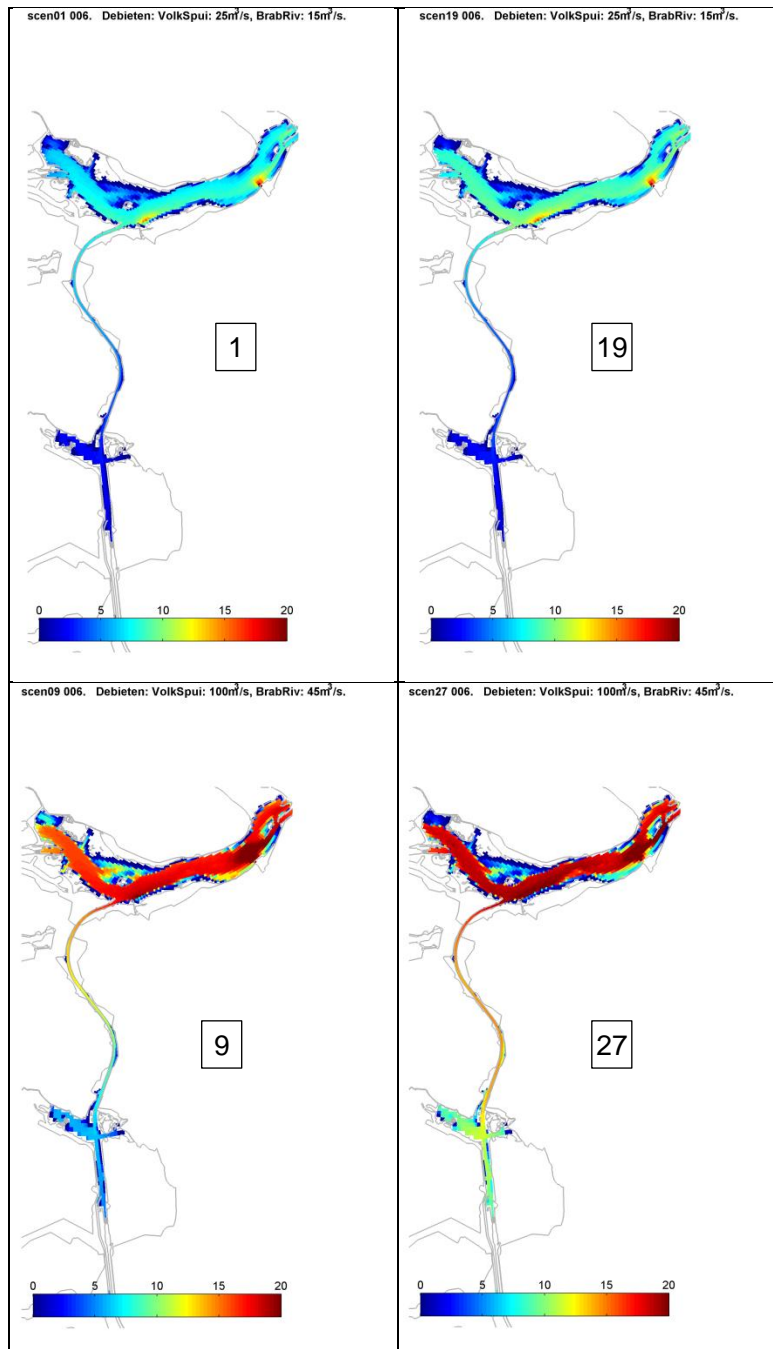 scen01 006. Debieten: VolkSpui: 25m³/s, BrabRiv: 15m³/s.
scen19 006. Debieten: VolkSpui: 25m³/s, BrabRiv: 15m³/s.
1
19
0 5 10 15 20
0 5 10 15 20
scen09 006. Debieten: VolkSpui: 100m³/s, BrabRiv: 45m³/s.
scen27 006. Debieten: VolkSpui: 100m³/s, BrabRiv: 45m³/s.
9
27
0 5 10 15 20
0 5 10 15 20